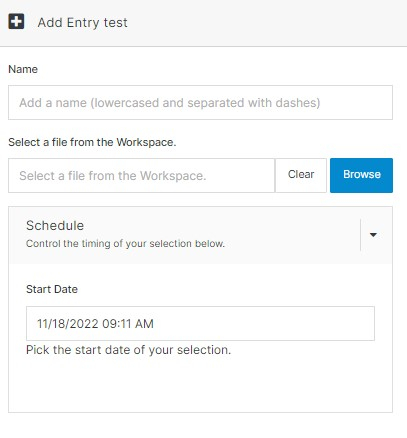 Add Entry test
Name
Add a name (lowercased and separated with dashes)
Select a file from the Workspace.
Select a file from the Workspace.
Clear
Browse
Schedule
Control the timing of your selection below.
Start Date
11/18/2022 09:11 AM
Pick the start date of your selection.